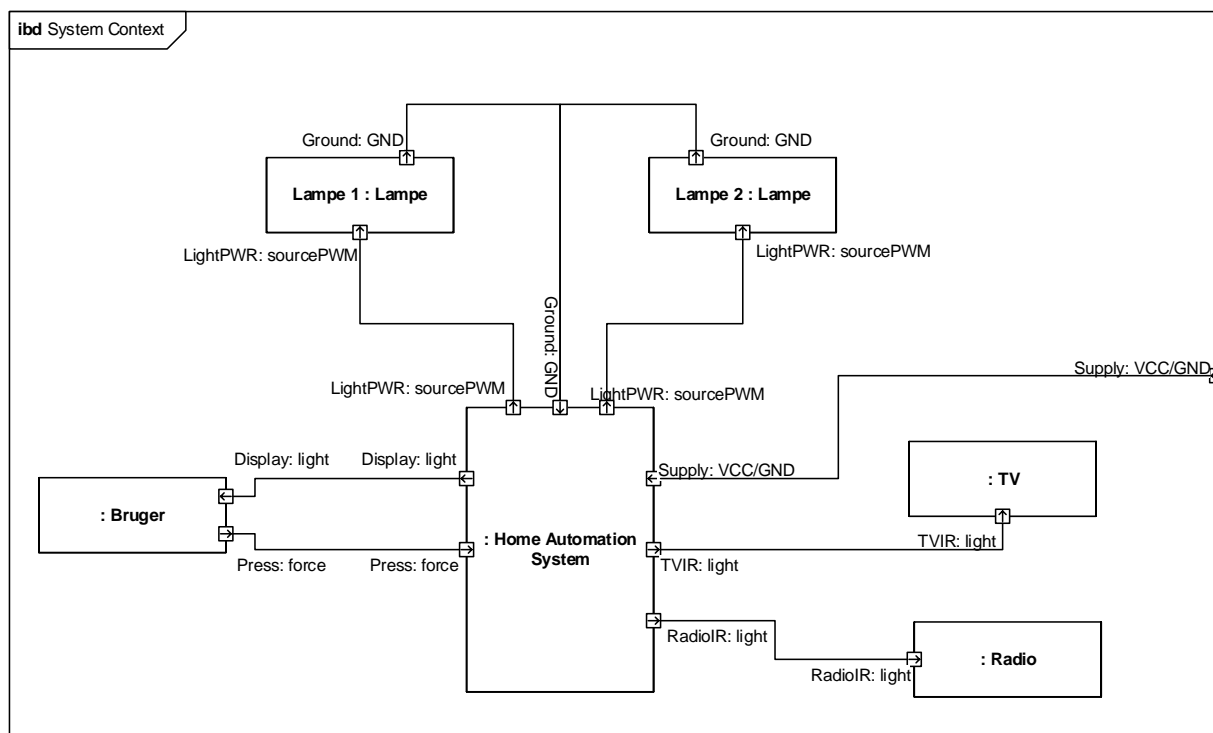 ibd System Context
Ground: GND
Ground: GND
Lampe 1 : Lampe
Lampe 2 : Lampe
LightPWR: sourcePWM
LightPWR: sourcePWM
Ground: GND
Supply: VCC/GND
LightPWR: sourcePWM
LightPWR: sourcePWM
Display: light
Display: light
Supply: VCC/GND
: TV
: Bruger
: Home Automation
System
TVIR: light
Press: force
Press: force
TVIR: light
RadioIR: light
: Radio
RadioIR: light